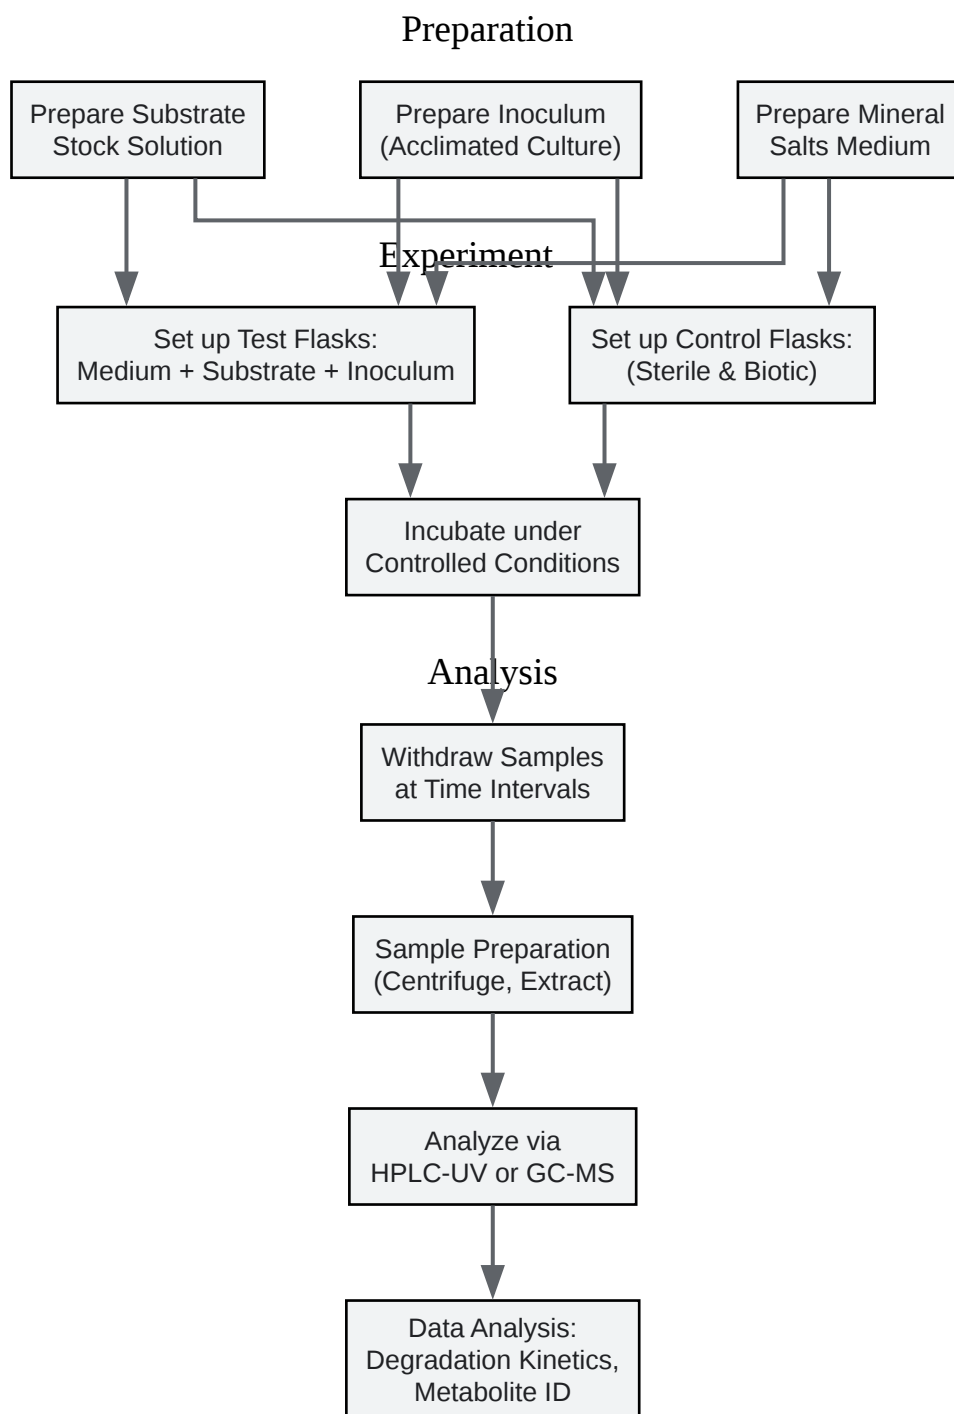 Preparation
Prepare Substrate
Stock Solution
Prepare Inoculum
(Acclimated Culture)
Prepare Mineral
Salts Medium
Experiment
Set up Test Flasks:
Medium + Substrate + Inoculum
Set up Control Flasks:
(Sterile & Biotic)
Incubate under
Controlled Conditions
Analysis
Withdraw Samples
at Time Intervals
Sample Preparation
(Centrifuge, Extract)
Analyze via
HPLC-UV or GC-MS
Data Analysis:
Degradation Kinetics,
Metabolite ID